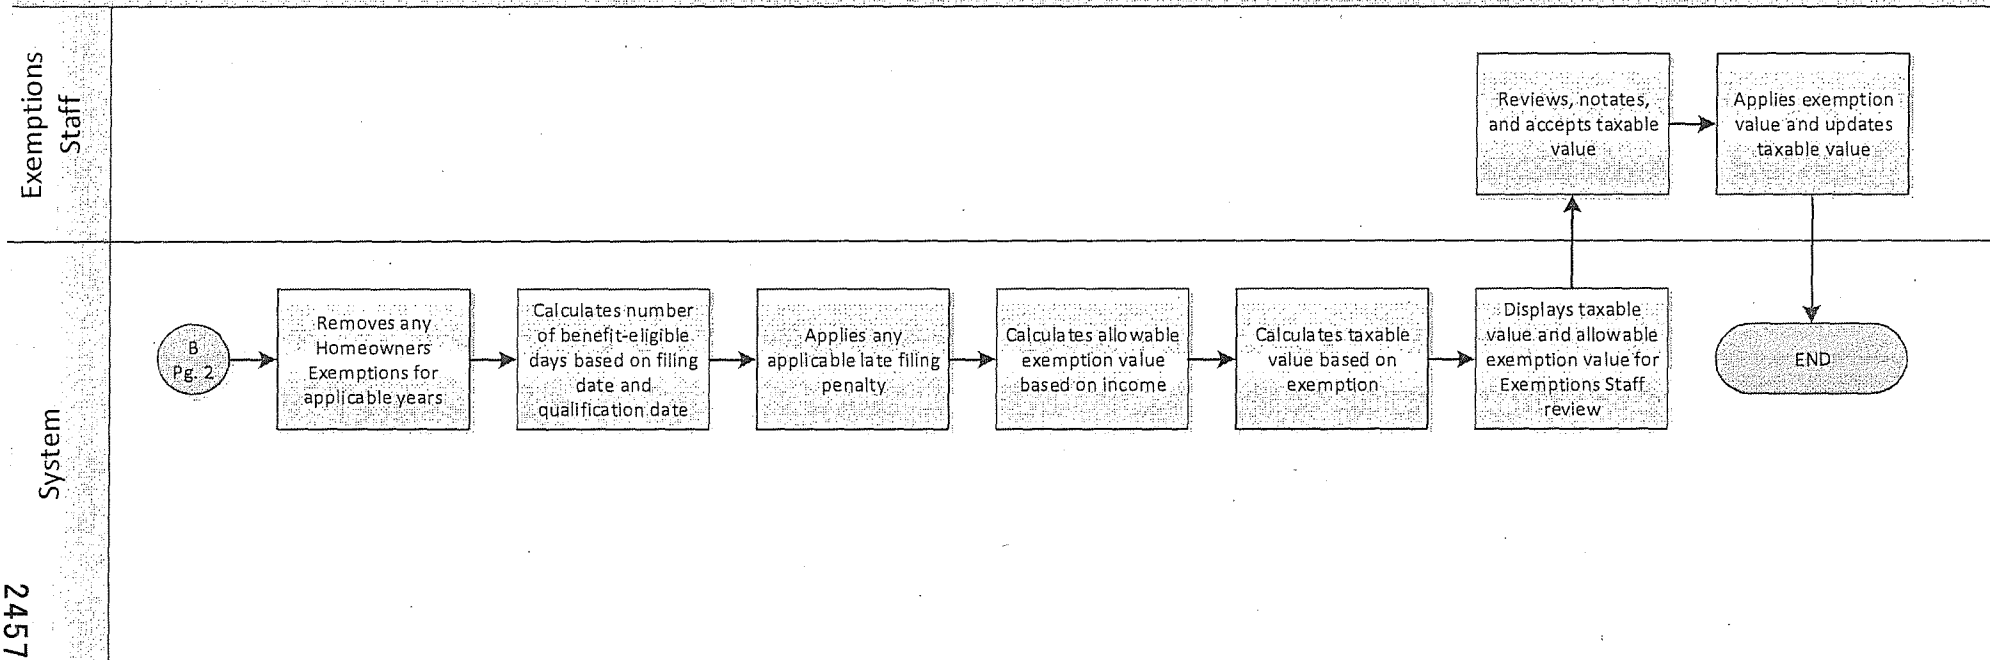 Exemptions
Staff
Reviews, notates,
and accepts taxable
value
Applies exemption
value and updates
taxable value
System
B
Pg. 2
Removes any
Homeowners
Exemptions for
applicable years
Calculates number
of benefit-eligible
days based on filing
date and
qualification date
Applies any
applicable late filing
penalty
Calculates allowable
exemption value
based on income
Calculates taxable
value based on
exemption
Displays taxable
value and allowable
exemption value for
Exemptions Staff
review
END
2457